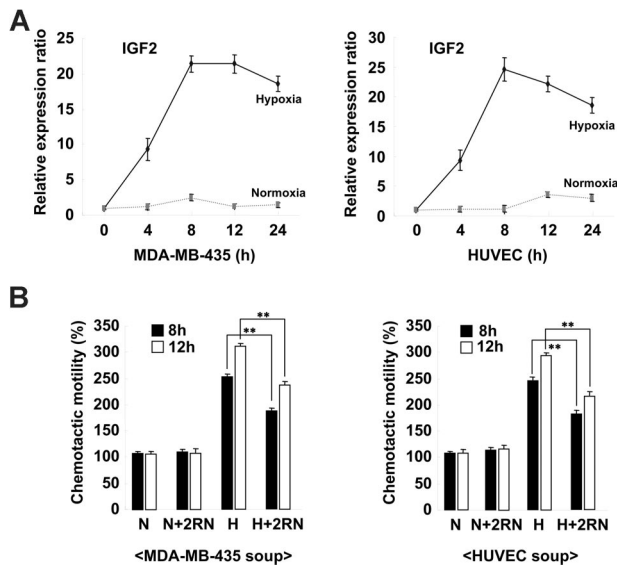 A
IGF2
Relative expression ratio
25
20
15
10
5
0
Hypoxia
Normoxia
0 4 8 12 24
MDA-MB-435 (h)
IGF2
Relative expression ratio
30
25
20
15
10
5
0
Hypoxia
Normoxia
0 4 8 12 24
HUVEC (h)
B
Chemotactic motility (%)
350
300
250
200
150
100
50
0
8h
12h
**
**
N N+2RN H H+2RN
<MDA-MB-435 soup>
Chemotactic motility (%)
350
300
250
200
150
100
50
0
8h
12h
**
**
N N+2RN H H+2RN
<HUVEC soup>